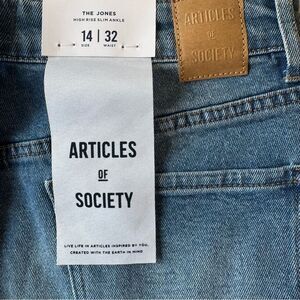 THE JONES
HIGH RISE SLIM ANKLE
14 | 32
SIZE WAIST
ARTICLES
OF
SOCIETY
ARTICLES
OF
SOCIETY
LIVE LIFE IN ARTICLES INSPIRED BY YOU,
CREATED WITH THE EARTH IN MIND